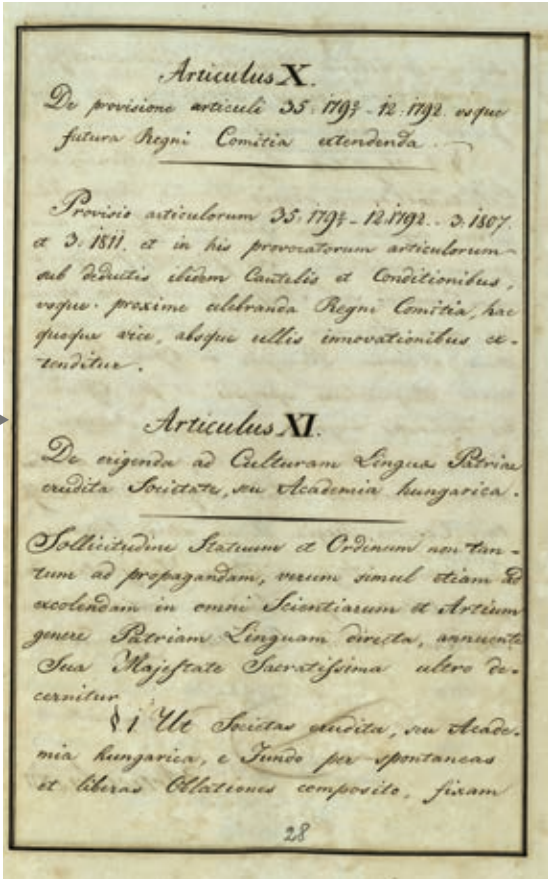 Articulus X.
De provisione articuli 35: 179⅔ - 12: 1792. usque
futura Regni Comitia extendenda.
Provisio articulorum 35: 179⅔ - 12: 1792. - 3: 1807.
et 3: 1811. et in his provocatorum articulorum
sub deductis ibidem Cautelis et Conditionibus,
usque proxime celebranda Regni Comitia, hac
quoque vice, absque ullis innovationibus ex-
tenditur.
Articulus XI.
De erigenda ad Culturam Linguæ Patriae
erudita Societate, seu Academia hungarica.
Sollicitudine Statuum et Ordinum non tan-
tum ad propagandam, verum simul etiam ad
excolendam in omni Scientiarum et Artium
genere Patriam Linguam directa, annuente
Sua Majestate Sacratissima ultro de-
cernitur
§ 1 Ut Societas erudita, seu Acade-
mia hungarica, e Fundo per spontaneas
et liberas Oblationes composito, fixam
28